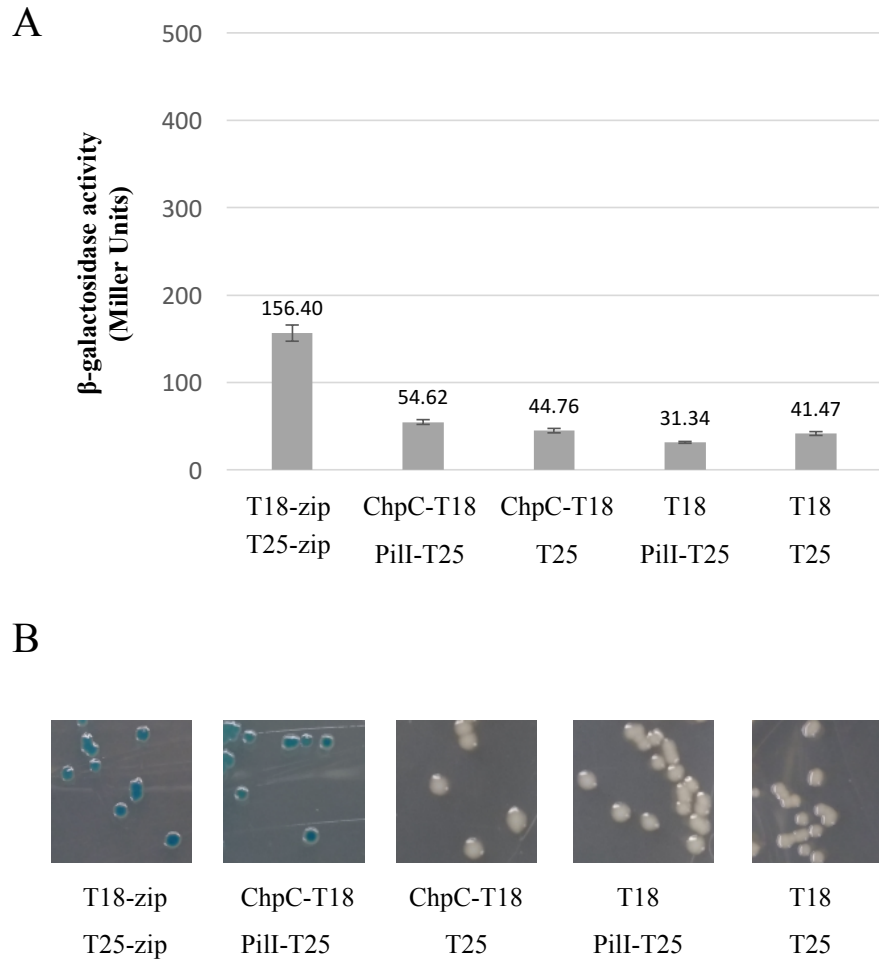 A
500
400
300
200
100
0
β-galactosidase activity
(Miller Units)
156.40
54.62
44.76
31.34
41.47
T18-zip ChpC-T18 ChpC-T18 T18 T18
T25-zip PilI-T25 T25 PilI-T25 T25
B
T18-zip ChpC-T18 ChpC-T18 T18 T18
T25-zip PilI-T25 T25 PilI-T25 T25